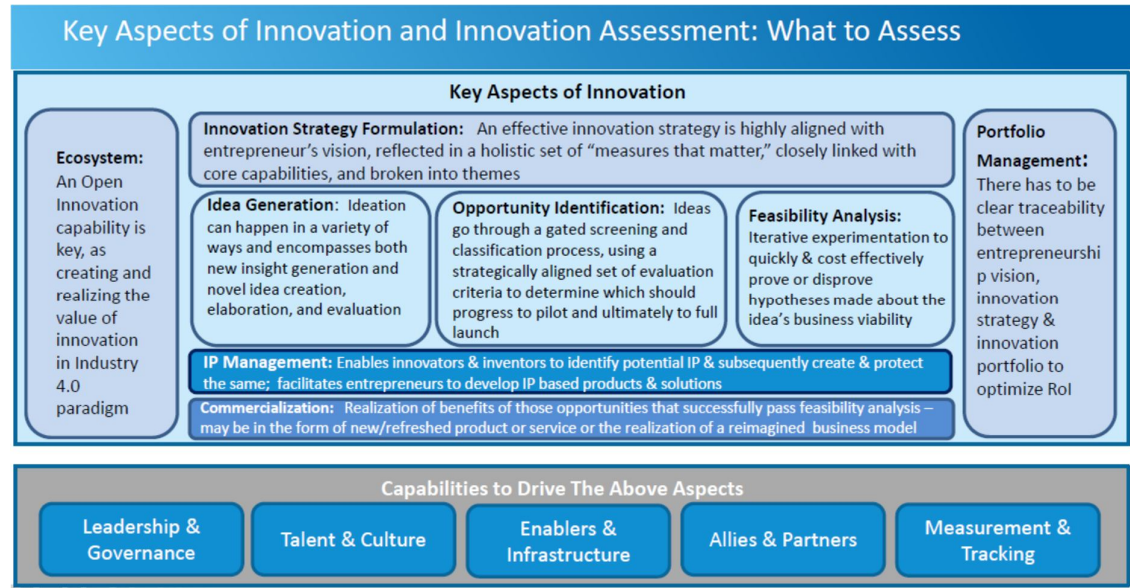 Key Aspects of Innovation and Innovation Assessment: What to Assess
Key Aspects of Innovation
Ecosystem:
An Open
Innovation
capability is
key, as
creating and
realizing the
value of
innovation
in Industry
4.0
paradigm
Innovation Strategy Formulation: An effective innovation strategy is highly aligned with
entrepreneur's vision, reflected in a holistic set of “measures that matter,” closely linked with
core capabilities, and broken into themes
Idea Generation: Ideation
can happen in a variety of
ways and encompasses both
new insight generation and
novel idea creation,
elaboration, and evaluation
Opportunity Identification: Ideas
go through a gated screening and
classification process, using a
strategically aligned set of evaluation
criteria to determine which should
progress to pilot and ultimately to full
launch
Feasibility Analysis:
Iterative experimentation to
quickly & cost effectively
prove or disprove
hypotheses made about the
idea's business viability
IP Management: Enables innovators & inventors to identify potential IP & subsequently create & protect
the same; facilitates entrepreneurs to develop IP based products & solutions
Commercialization: Realization of benefits of those opportunities that successfully pass feasibility analysis –
may be in the form of new/refreshed product or service or the realization of a reimagined business model
Portfolio
Management:
There has to be
clear traceability
between
entrepreneurshi
p vision,
innovation
strategy &
innovation
portfolio to
optimize RoI
Capabilities to Drive The Above Aspects
Leadership &
Governance
Talent & Culture
Enablers &
Infrastructure
Allies & Partners
Measurement &
Tracking